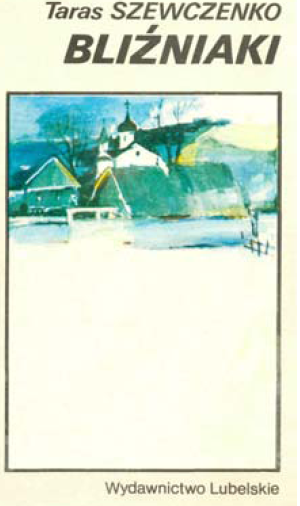 Taras SZEWCZENKO
BLIŹNIAKI
Wydawnictwo Lubelskie